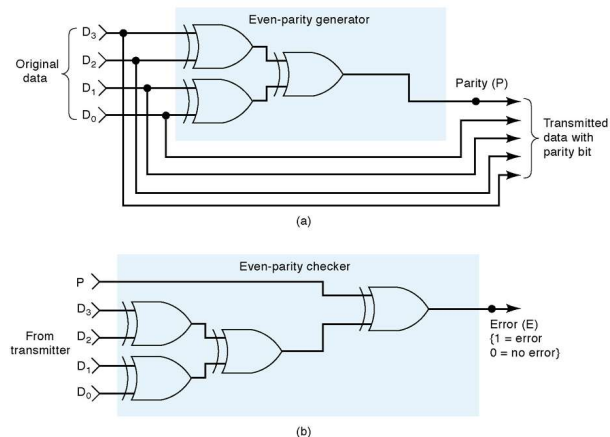 Even-parity generator
Original
data
D3
D2
D1
D0
Parity (P)
Transmitted
data with
parity bit
(a)
Even-parity checker
From
transmitter
P
D3
D2
D1
D0
Error (E)
{1 = error
0 = no error}
(b)